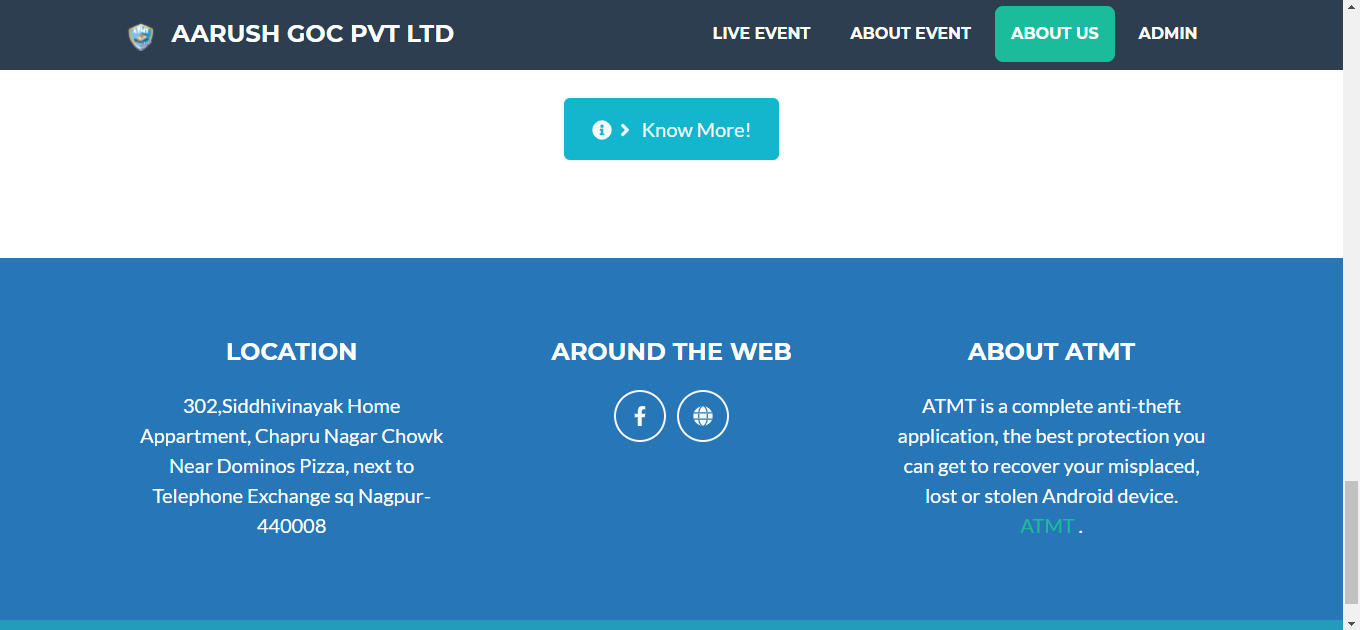 AARUSH GOC PVT LTD
LIVE EVENT
ABOUT EVENT
ABOUT US
ADMIN
Know More!
LOCATION
302,Siddhivinayak Home
Appartment, Chapru Nagar Chowk
Near Dominos Pizza, next to
Telephone Exchange sq Nagpur-
440008
AROUND THE WEB
ABOUT ATMT
ATMT is a complete anti-theft
application, the best protection you
can get to recover your misplaced,
lost or stolen Android device.
ATMT .